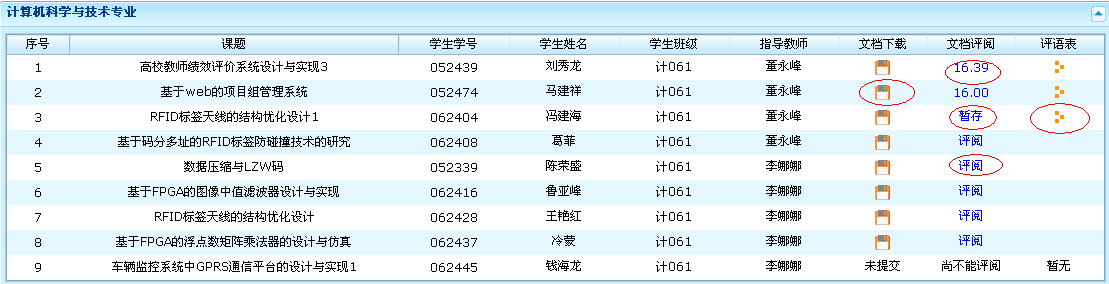 计算机科学与技术专业
序号 课题 学生学号 学生姓名 学生班级 指导教师 文档下载 文档评阅 评语表
1 高校教师绩效评价系统设计与实现3 052439 刘秀龙 计061 董永峰 16.39
2 基于web的项目组管理系统 052474 马建祥 计061 董永峰 16.00
3 RFID标签天线的结构优化设计1 062404 冯建海 计061 董永峰 暂存
4 基于码分多址的RFID标签防碰撞技术的研究 062408 葛菲 计061 董永峰 评阅
5 数据压缩与LZW码 052339 陈荣盛 计061 李娜娜 评阅
6 基于FPGA的图像中值滤波器设计与实现 062416 鲁亚峰 计061 李娜娜 评阅
7 RFID标签天线的结构优化设计 062428 王艳红 计061 李娜娜 评阅
8 基于FPGA的浮点数矩阵乘法器的设计与仿真 062437 冷蒙 计061 李娜娜 评阅
9 车辆监控系统中GPRS通信平台的设计与实现1 062445 钱海龙 计061 李娜娜 未提交 尚不能评阅 暂无